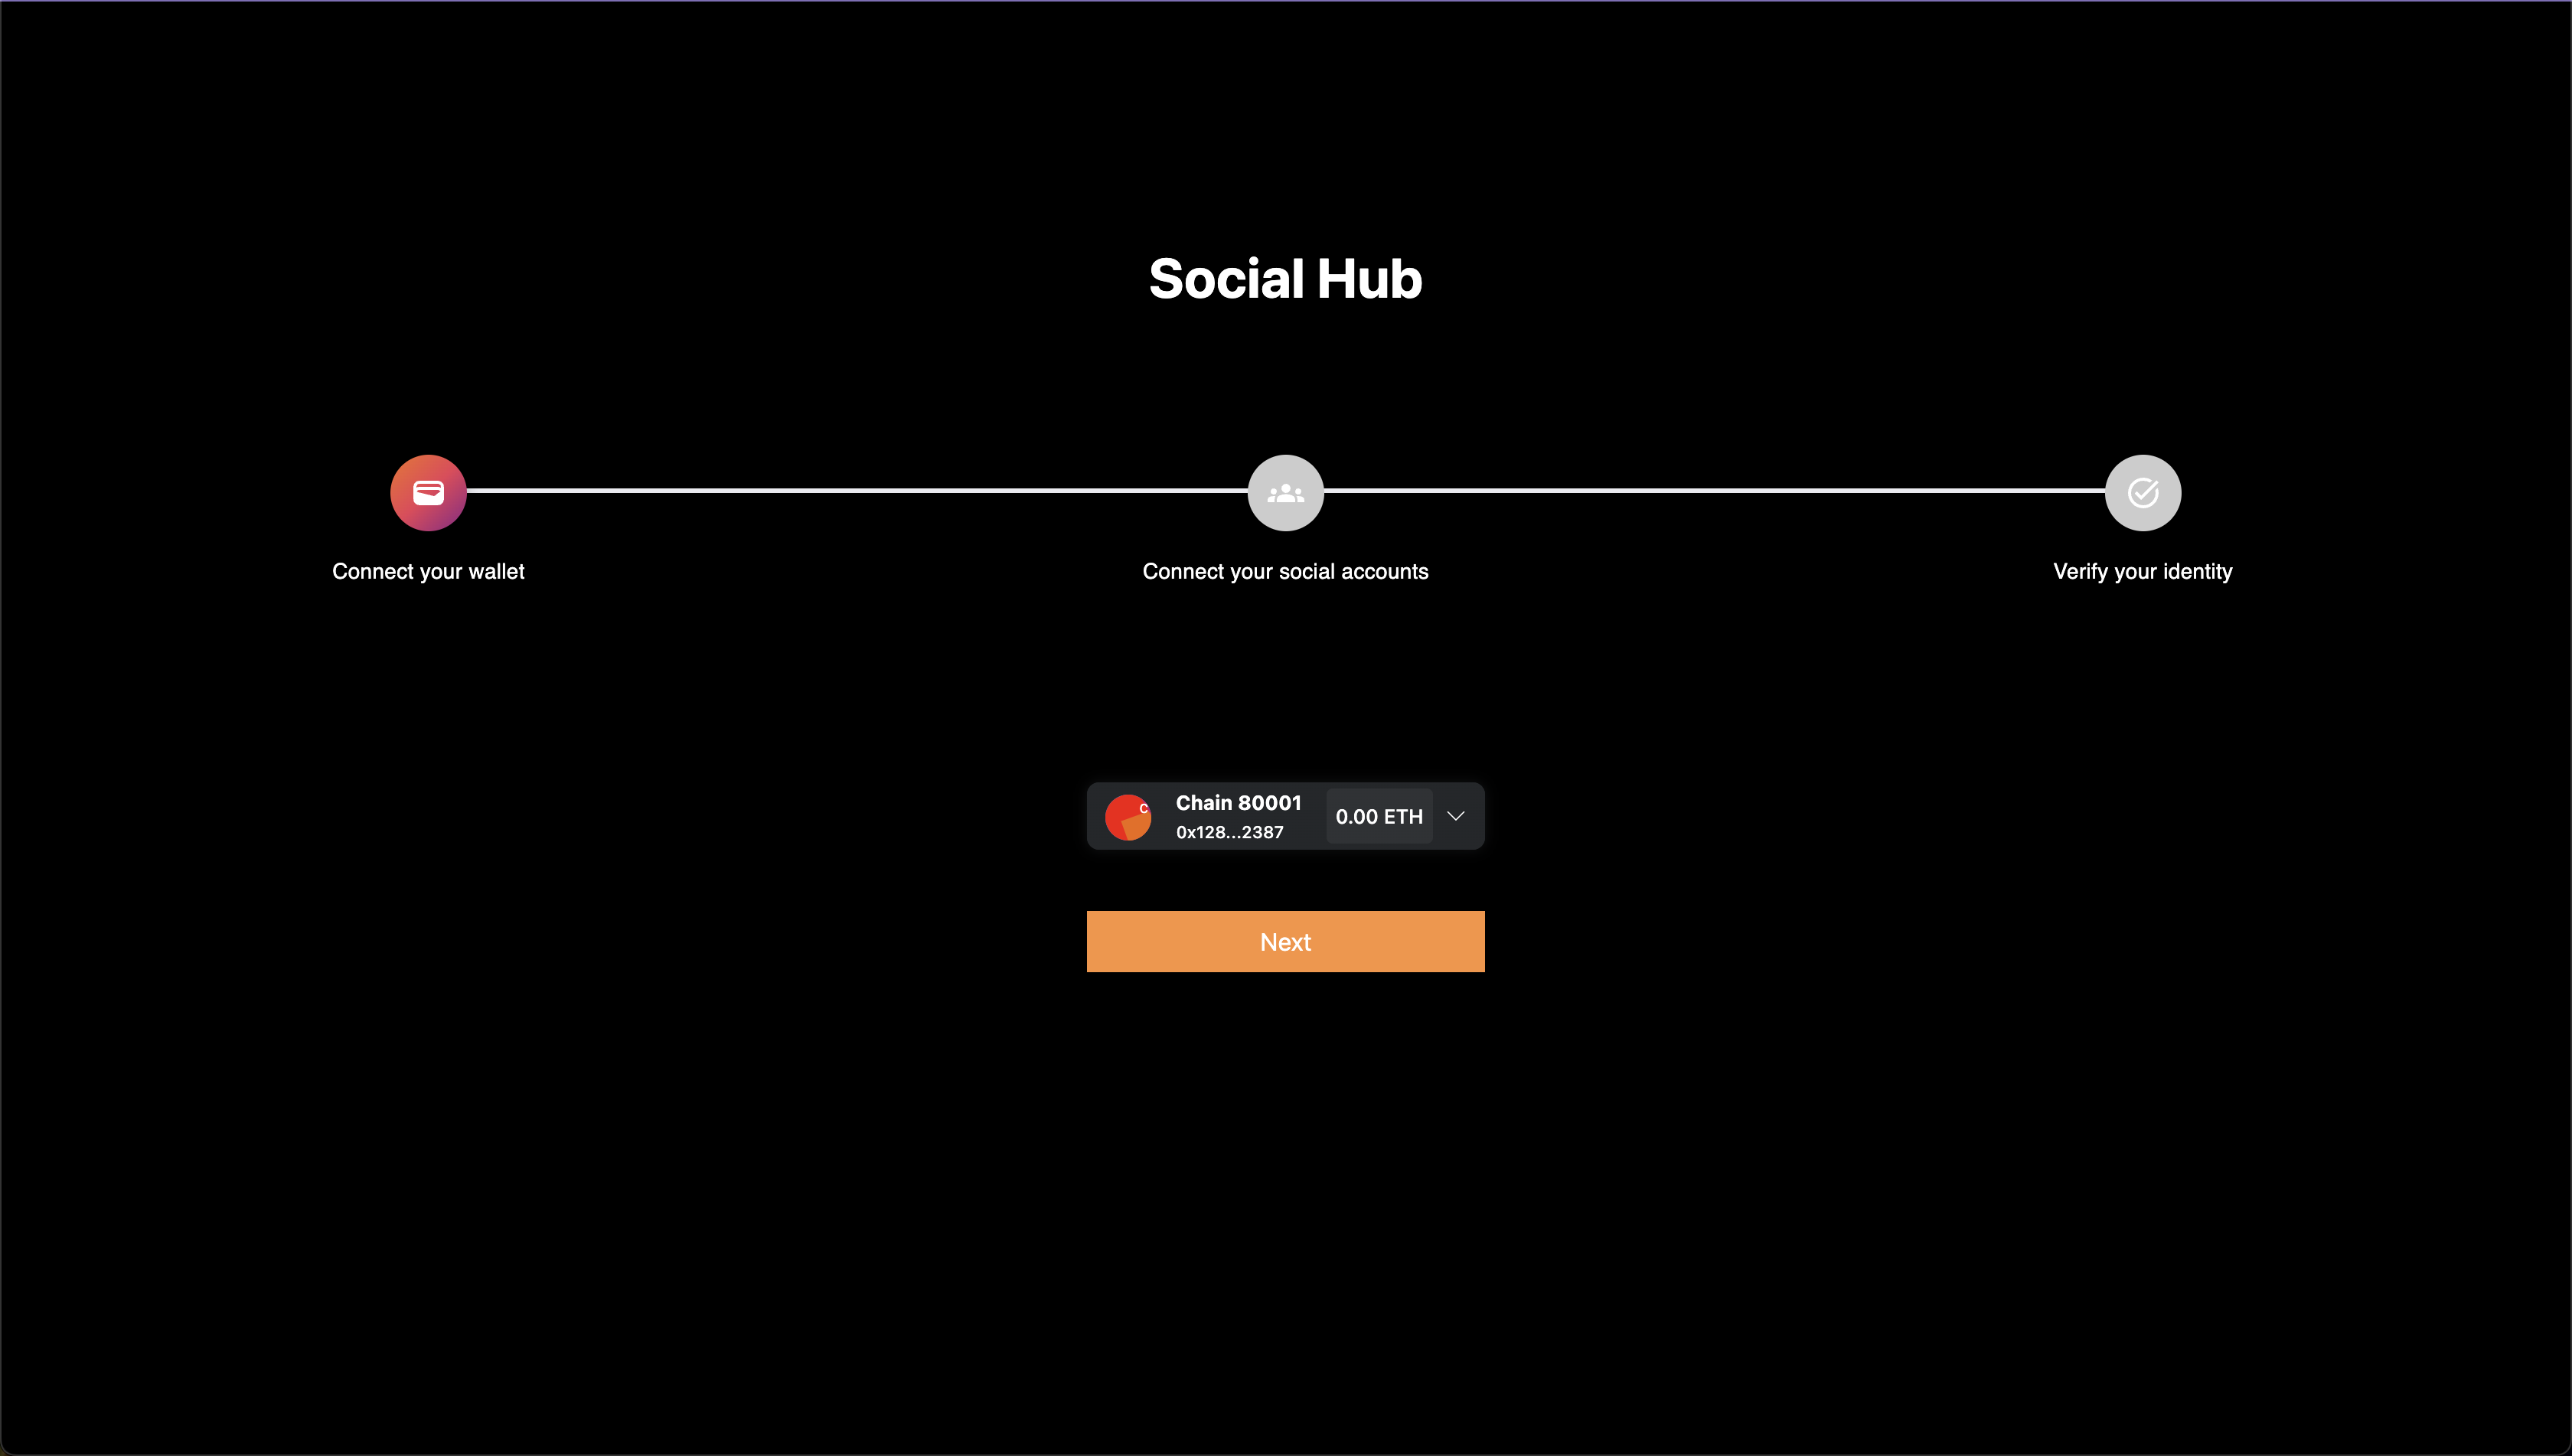 Social Hub
Connect your wallet
Connect your social accounts
Verify your identity
C
Chain 80001
0x128...2387
0.00 ETH
Next